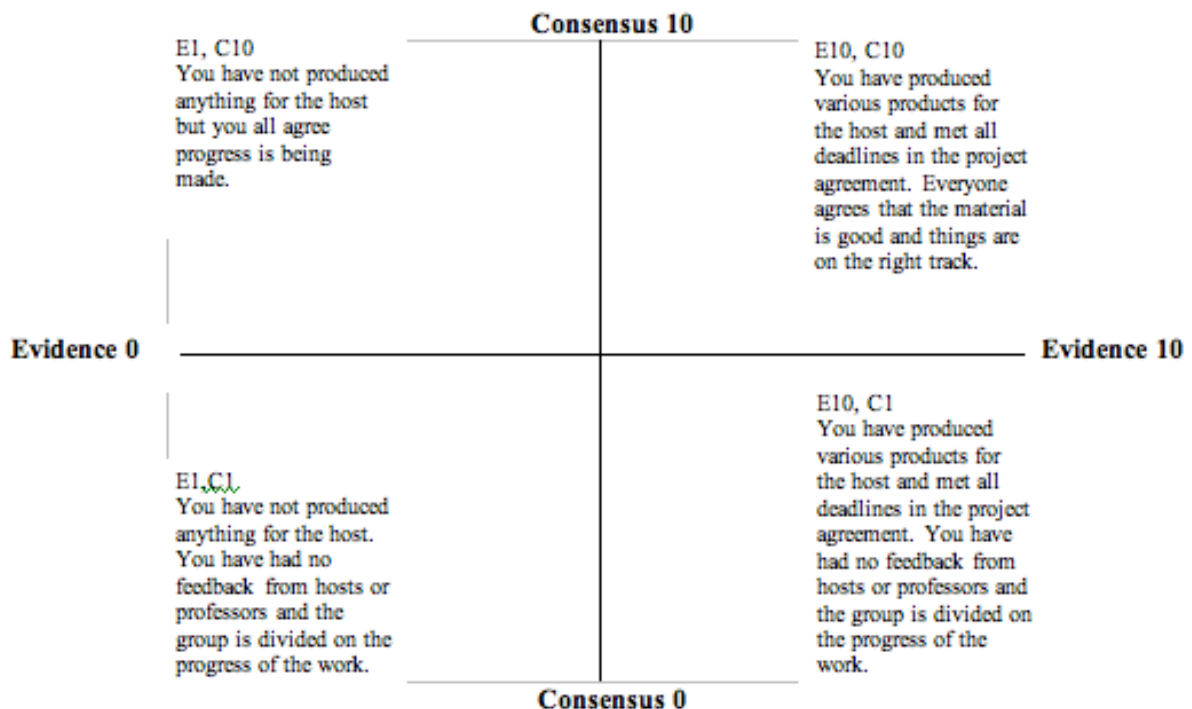 Consensus 10
E1, C10
You have not produced
anything for the host
but you all agree
progress is being
made.
E10, C10
You have produced
various products for
the host and met all
deadlines in the project
agreement. Everyone
agrees that the material
is good and things are
on the right track.
Evidence 0
Evidence 10
E1,C1.
You have not produced
anything for the host.
You have had no
feedback from hosts or
professors and the
group is divided on the
progress of the work.
E10, C1
You have produced
various products for
the host and met all
deadlines in the project
agreement. You have
had no feedback from
hosts or professors and
the group is divided on
the progress of the
work.
Consensus 0